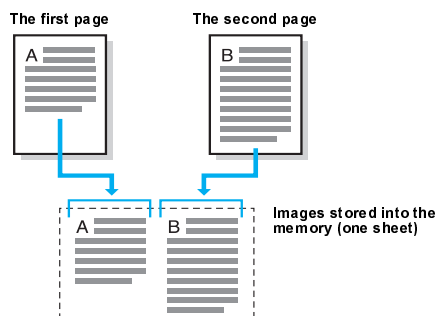 The first page
The second page
A
B
Images stored into the
memory (one sheet)
A
B